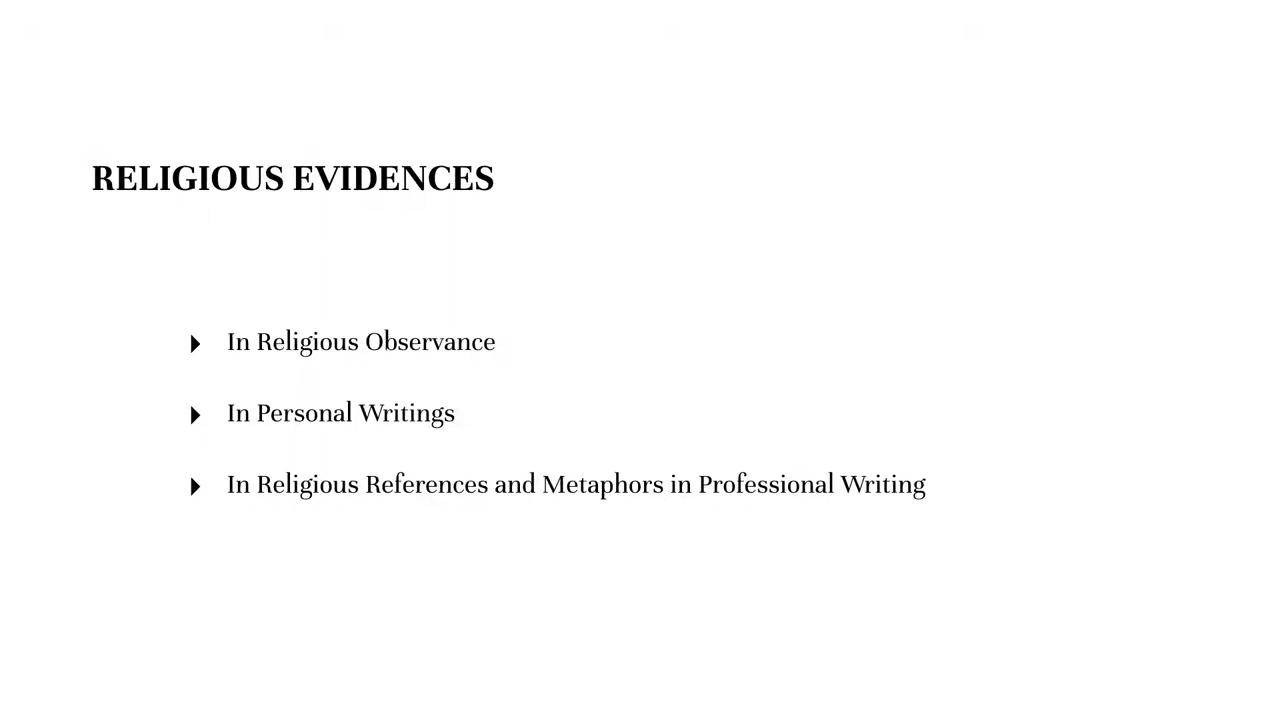 RELIGIOUS EVIDENCES
In Religious Observance
In Personal Writings
In Religious References and Metaphors in Professional Writing